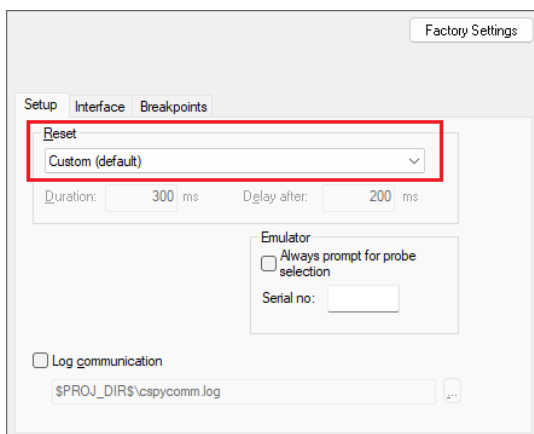 Factory Settings
Setup Interface Breakpoints
Reset
Custom (default)
Duration: 300 ms Delay after: 200 ms
Emulator
Always prompt for probe
selection
Serial no:
Log communication
$PROJ_DIR$\cspycomm.log ...